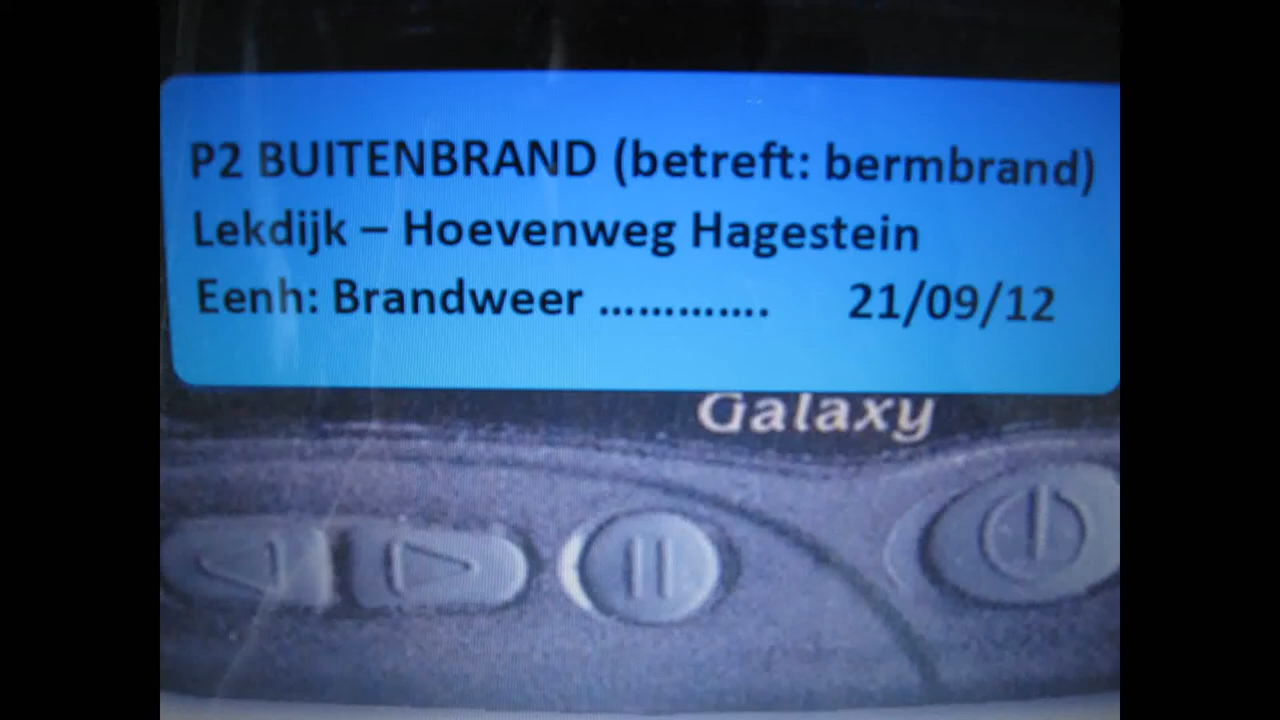 P2 BUITENBRAND (betreft: bermbrand)
Lekdijk – Hoevenweg Hagestein
Eenh: Brandweer ............. 21/09/12
Galaxy